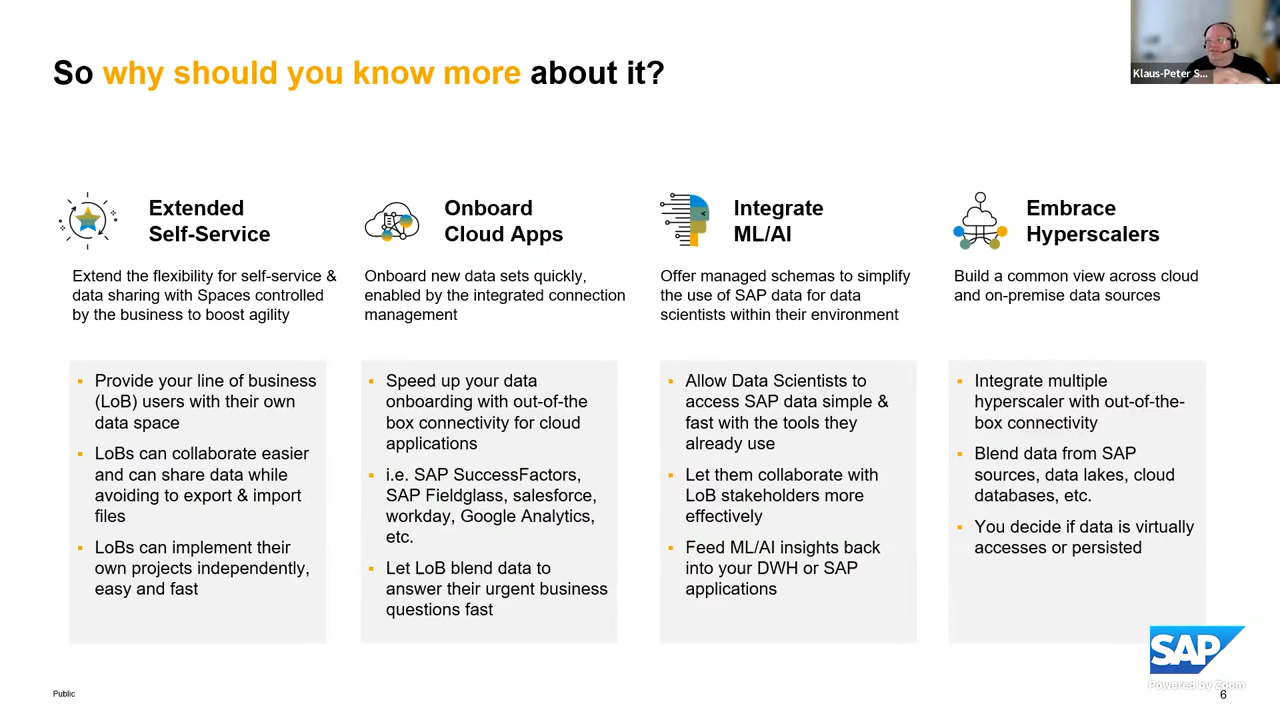 So why should you know more about it?
Klaus-Peter S...
Extended
Self-Service
Extend the flexibility for self-service &
data sharing with Spaces controlled
by the business to boost agility
Provide your line of business
(LoB) users with their own
data space
LoBs can collaborate easier
and can share data while
avoiding to export & import
files
LoBs can implement their
own projects independently,
easy and fast
Onboard
Cloud Apps
Onboard new data sets quickly,
enabled by the integrated connection
management
Speed up your data
onboarding with out-of-the
box connectivity for cloud
applications
i.e. SAP SuccessFactors,
SAP Fieldglass, salesforce,
workday, Google Analytics,
etc.
Let LoB blend data to
answer their urgent business
questions fast
Integrate
ML/AI
Offer managed schemas to simplify
the use of SAP data for data
scientists within their environment
Allow Data Scientists to
access SAP data simple &
fast with the tools they
already use
Let them collaborate with
LoB stakeholders more
effectively
Feed ML/AI insights back
into your DWH or SAP
applications
Embrace
Hyperscalers
Build a common view across cloud
and on-premise data sources
Integrate multiple
hyperscaler with out-of-the-
box connectivity
Blend data from SAP
sources, data lakes, cloud
databases, etc.
You decide if data is virtually
accesses or persisted
SAP
Powered by Zoom
Public
6